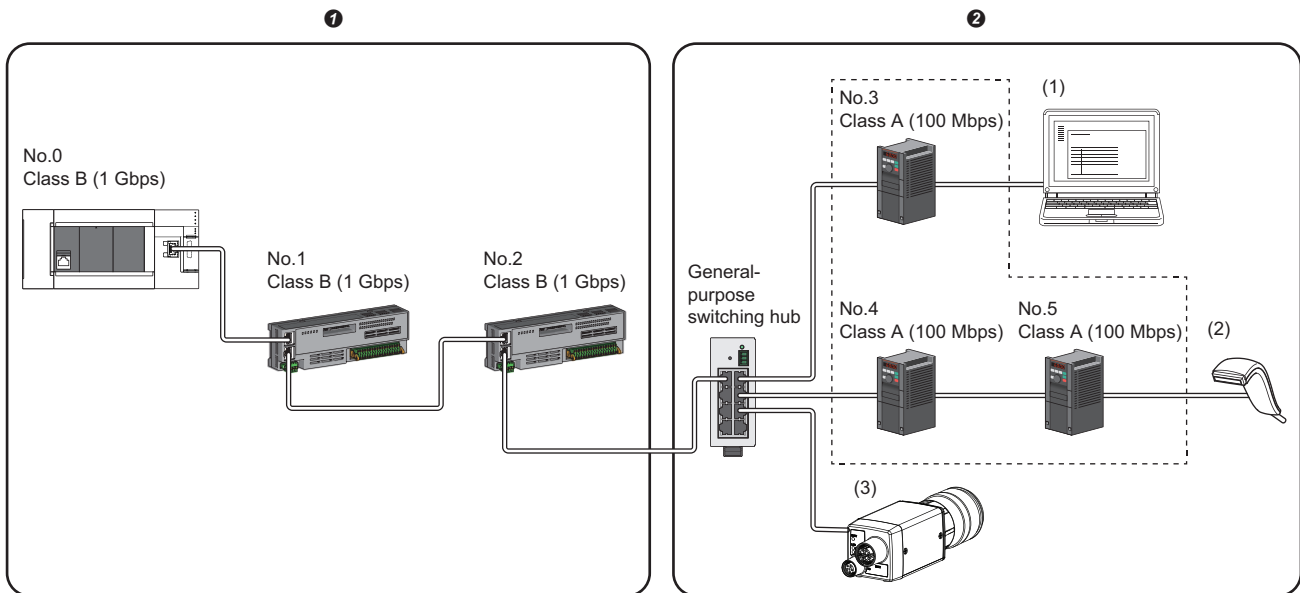 ❶
❷
No.0
Class B (1 Gbps)
No.1
Class B (1 Gbps)
No.2
Class B (1 Gbps)
General-
purpose
switching hub
No.3
Class A (100 Mbps)
(1)
No.4
Class A (100 Mbps)
No.5
Class A (100 Mbps)
(2)
(3)